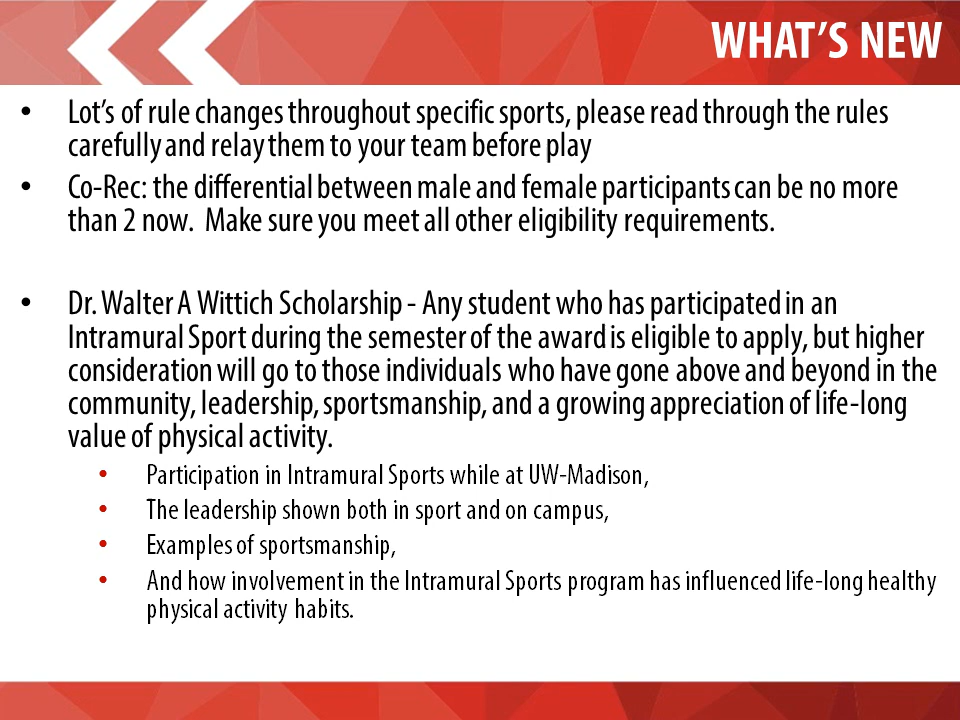 WHAT’S NEW
• Lot’s of rule changes throughout specific sports, please read through the rules
carefully and relay them to your team before play
• Co-Rec: the differential between male and female participants can be no more
than 2 now.  Make sure you meet all other eligibility requirements.
• Dr. Walter A Wittich Scholarship - Any student who has participated in an
Intramural Sport during the semester of the award is eligible to apply, but higher
consideration will go to those individuals who have gone above and beyond in the
community, leadership, sportsmanship, and a growing appreciation of life-long
value of physical activity.
• Participation in Intramural Sports while at UW-Madison,
• The leadership shown both in sport and on campus,
• Examples of sportsmanship,
• And how involvement in the Intramural Sports program has influenced life-long healthy
physical activity habits.